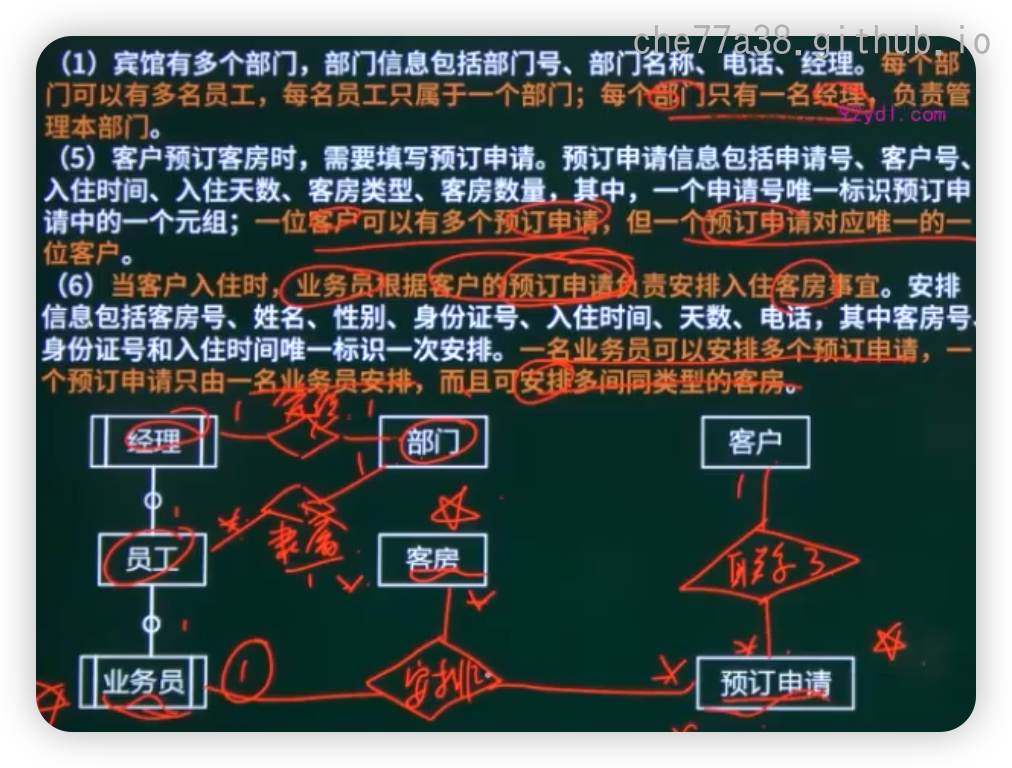 che77a38.github.io
（1）宾馆有多个部门，部门信息包括部门号、部门名称、电话、经理。每个部
门可以有多名员工，每名员工只属于一个部门；每个部门只有一名经理，负责管
92ydl.com
理本部门。
（5）客户预订客房时，需要填写预订申请。预订申请信息包括申请号、客户号、
入住时间、入住天数、客房类型、客房数量，其中，一个申请号唯一标识预订申
请中的一个元组；一位客户可以有多个预订申请，但一个预订申请对应唯一的一
位客户。
（6）当客户入住时，业务员根据客户的预订申请负责安排入住客房事宜。安排
信息包括客房号、姓名、性别、身份证号、入住时间、天数、电话，其中客房号、
身份证号和入住时间唯一标识一次安排。一名业务员可以安排多个预订申请，一
个预订申请只由一名业务员安排，而且可安排多间同类型的客房。
1 1
经理 部门 客户
1 1
* 隶属
员工 客房 联系了
1
* *
业务员 1 安排 * 预订申请